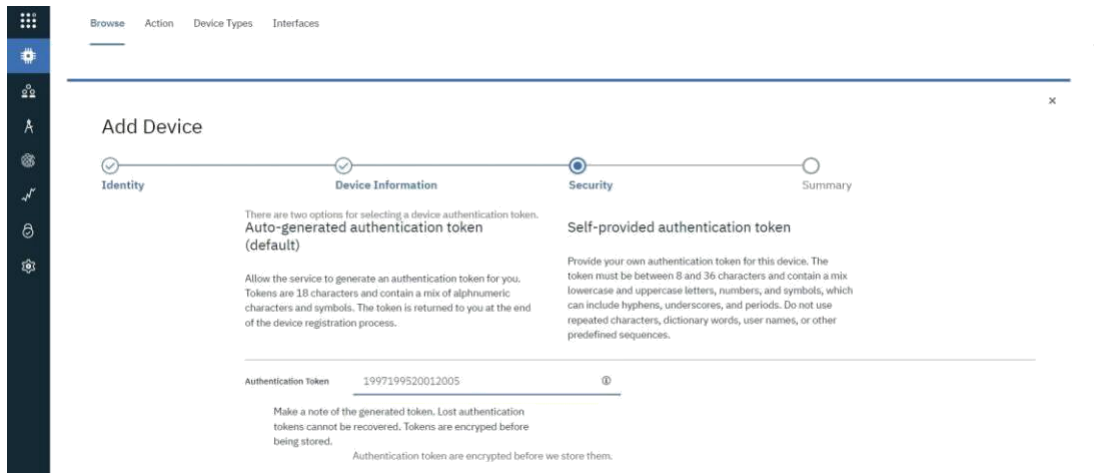 Browse Action Device Types Interfaces
×
Add Device
Identity Device Information Security Summary
There are two options for selecting a device authentication token.
Auto-generated authentication token
(default)
Allow the service to generate an authentication token for you.
Tokens are 18 characters and contain a mix of alphnumeric
characters and symbols. The token is returned to you at the end
of the device registration process.
Self-provided authentication token
Provide your own authentication token for this device. The
token must be between 8 and 36 characters and contain a mix
lowercase and uppercase letters, numbers, and symbols, which
can include hyphens, underscores, and periods. Do not use
repeated characters, dictionary words, user names, or other
predefined sequences.
Authentication Token 1997199520012005
Make a note of the generated token. Lost authentication
tokens cannot be recovered. Tokens are encryped before
being stored.
Authentication token are encrypted before we store them.